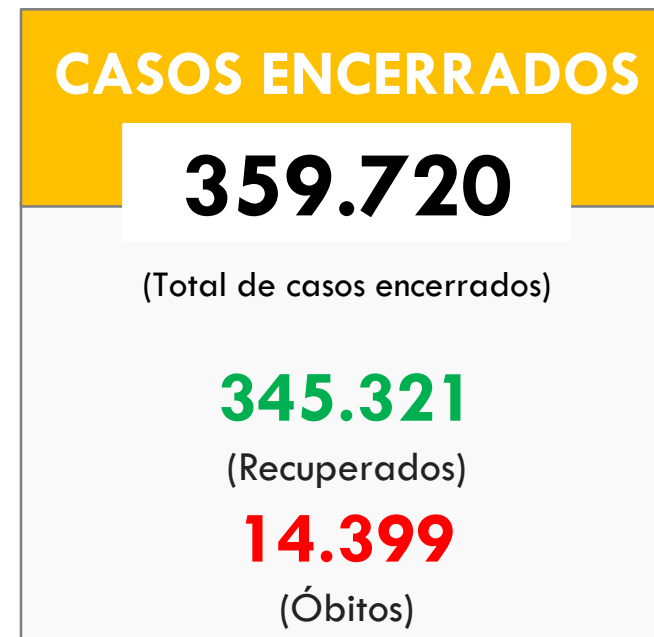 CASOS ENCERRADOS
359.720
(Total de casos encerrados)
345.321
(Recuperados)
14.399
(Óbitos)